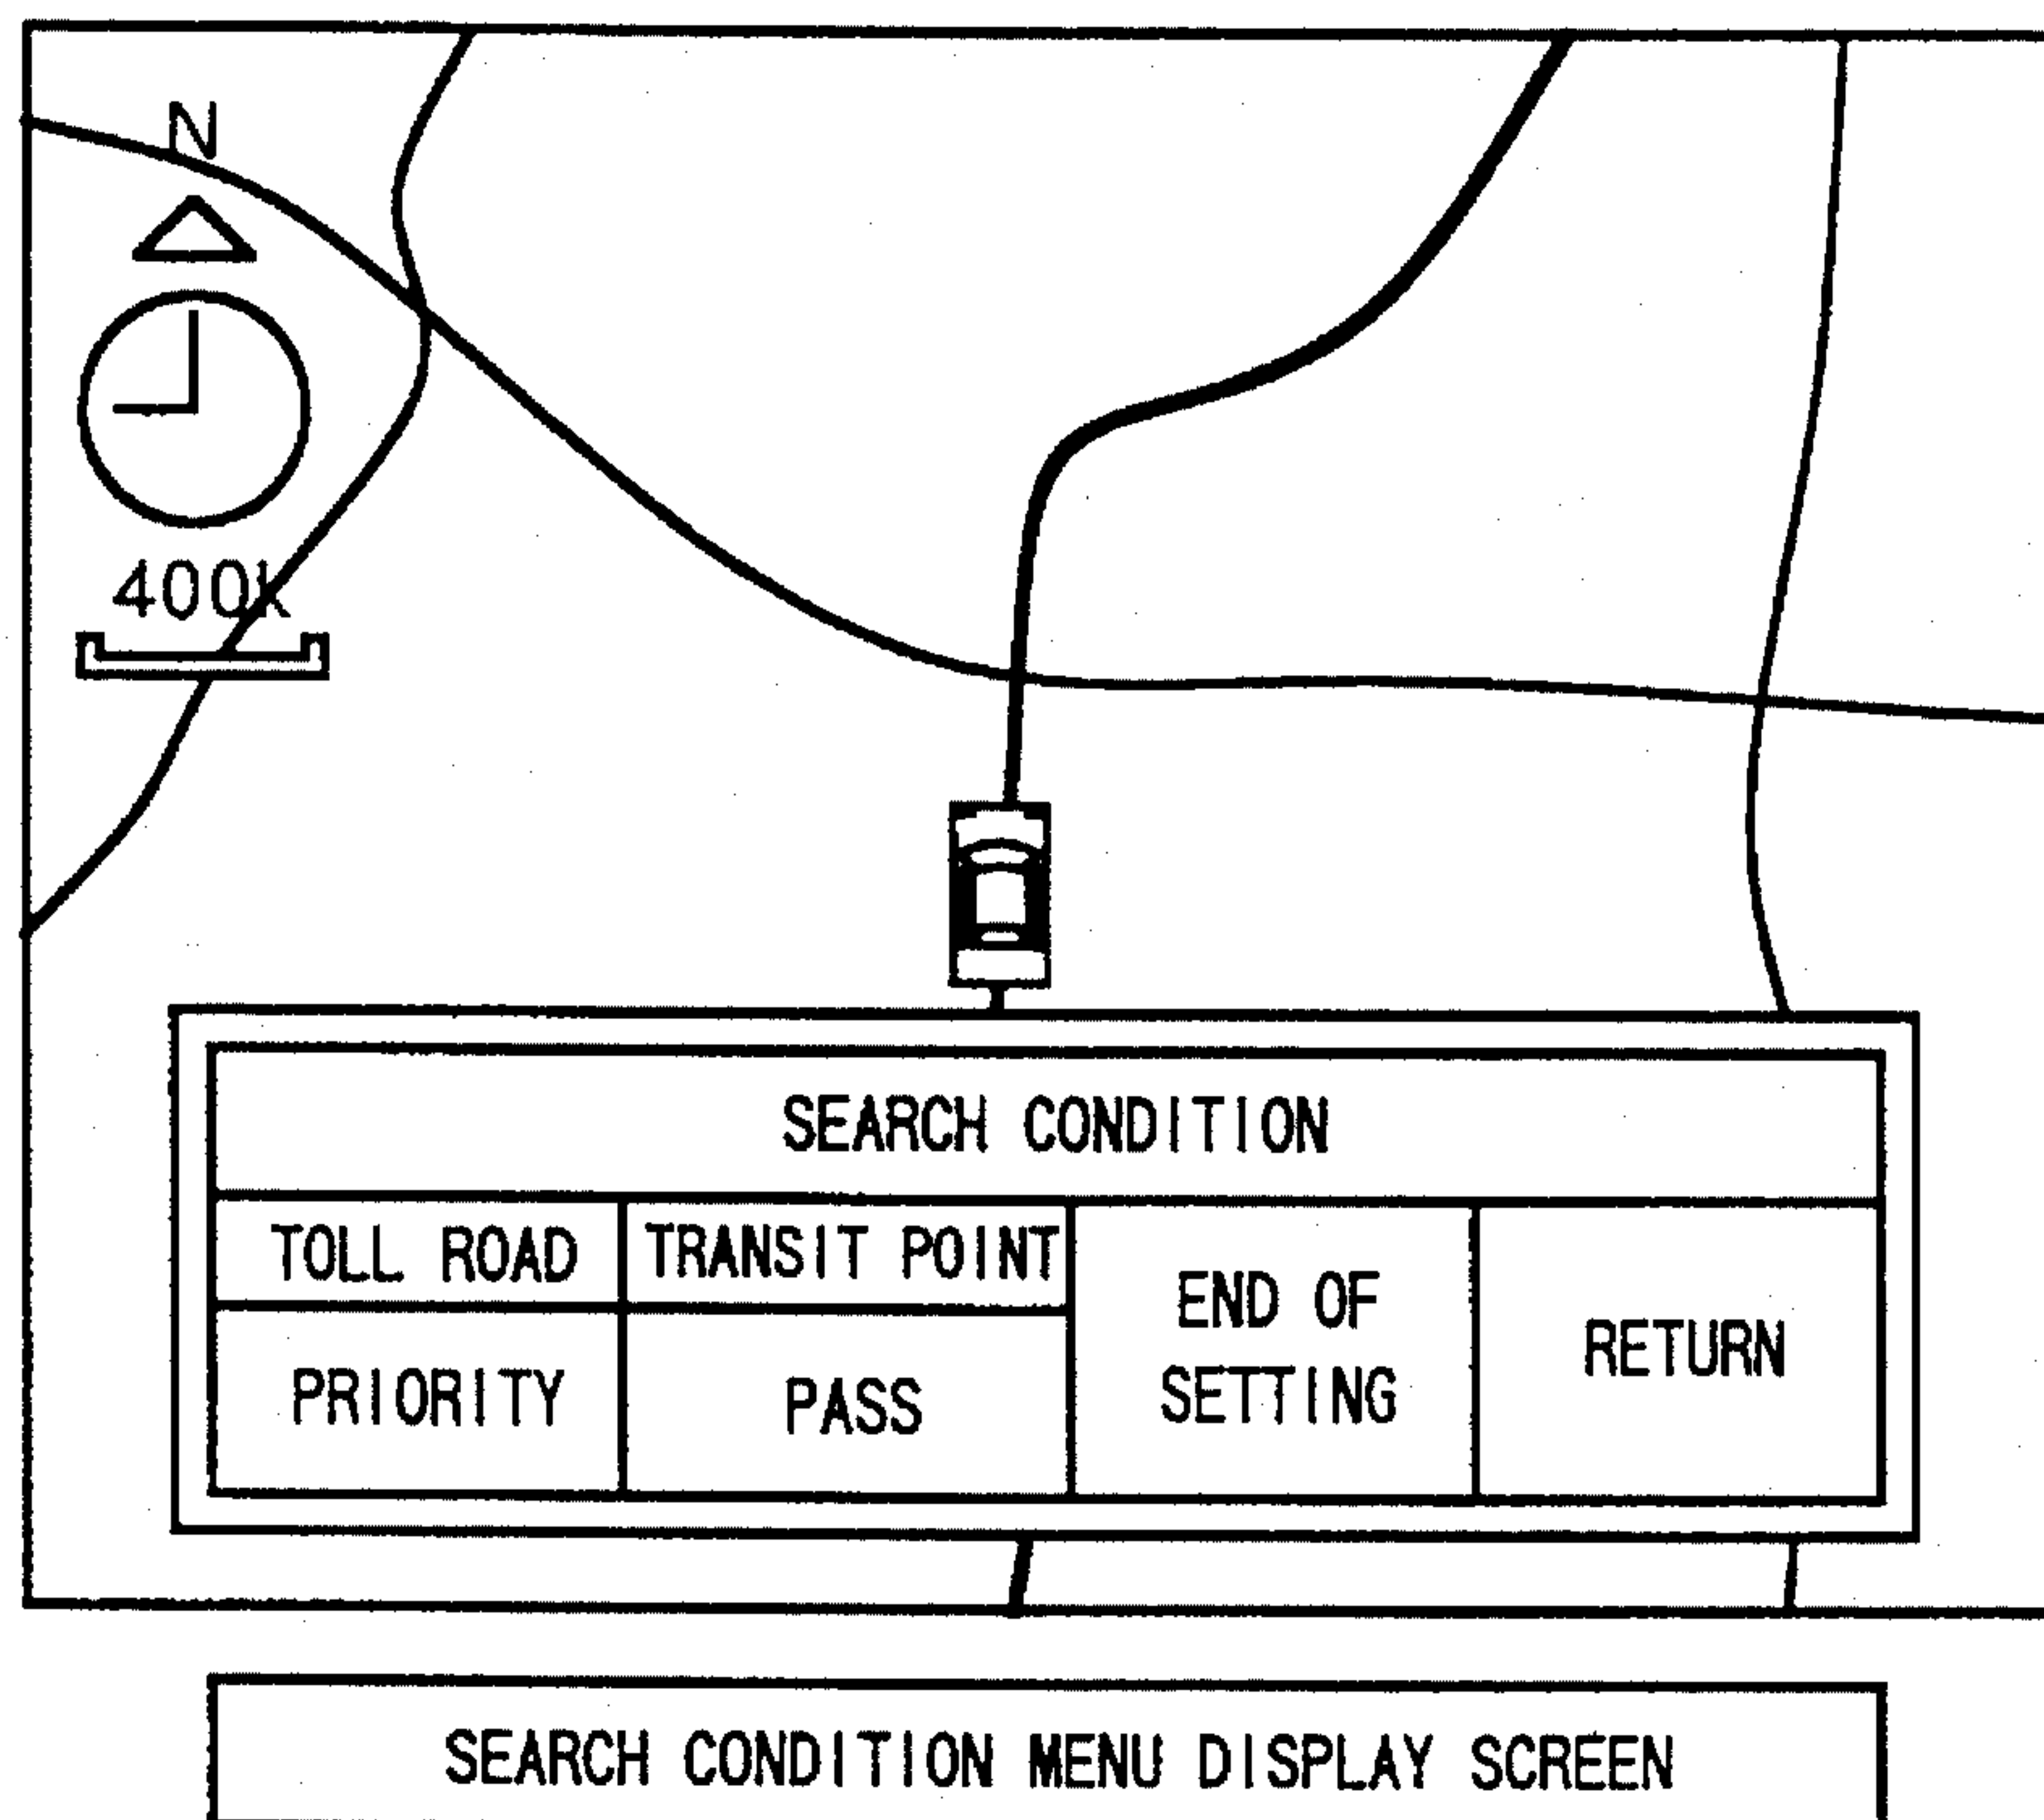 N
400k
SEARCH CONDITION
TOLL ROAD
TRANSIT POINT
PRIORITY
PASS
END OF
SETTING
RETURN
SEARCH CONDITION MENU DISPLAY SCREEN